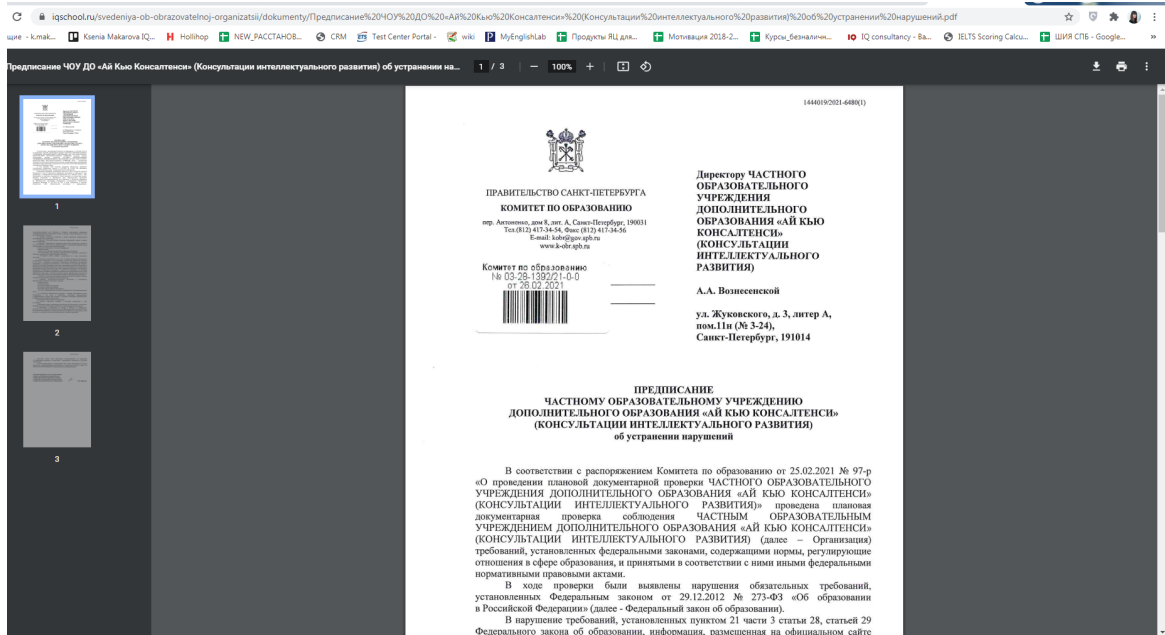 iqschool.ru/svedeniya-ob-obrazovatelnoj-organizatsii/dokumenty/Предписание%20ЧОУ%20ДО%20«Ай%20Кью%20Консалтенси»%20(Консультации%20интеллектуального%20развития)%20об%20устранении%20нарушений.pdf
щие - k.mak...
Ksenia Makarova IQ...
Hollihop
NEW_РАССТАНОВ...
CRM
Test Center Portal -
wiki
MyEnglishLab
Продукты ЯЦ для...
Мотивация 2018-2...
Курсы_безналичн...
IQ consultancy - Ba...
IELTS Scoring Calcu...
ШИЯ СПБ - Google...
Предписание ЧОУ ДО «Ай Кью Консалтенси» (Консультации интеллектуального развития) об устранении на...
1 / 3
100%
1
2
3
1444019/2021-6480(1)
ПРАВИТЕЛЬСТВО САНКТ-ПЕТЕРБУРГА
КОМИТЕТ ПО ОБРАЗОВАНИЮ
пер. Антоненко, дом 8, лит. А, Санкт-Петербург, 190031
Тел.(812) 417-34-54, Факс (812) 417-34-56
E-mail: kobr@gov.spb.ru
www.k-obr.spb.ru
Комитет по образованию
№ 03-28-1392/21-0-0
от 26.02.2021
Директору ЧАСТНОГО
ОБРАЗОВАТЕЛЬНОГО
УЧРЕЖДЕНИЯ
ДОПОЛНИТЕЛЬНОГО
ОБРАЗОВАНИЯ «АЙ КЬЮ
КОНСАЛТЕНСИ»
(КОНСУЛЬТАЦИИ
ИНТЕЛЛЕКТУАЛЬНОГО
РАЗВИТИЯ)
А.А. Вознесенской
ул. Жуковского, д. 3, литер А,
пом.11н (№ 3-24),
Санкт-Петербург, 191014
ПРЕДПИСАНИЕ
ЧАСТНОМУ ОБРАЗОВАТЕЛЬНОМУ УЧРЕЖДЕНИЮ
ДОПОЛНИТЕЛЬНОГО ОБРАЗОВАНИЯ «АЙ КЬЮ КОНСАЛТЕНСИ»
(КОНСУЛЬТАЦИИ ИНТЕЛЛЕКТУАЛЬНОГО РАЗВИТИЯ)
об устранении нарушений
В соответствии с распоряжением Комитета по образованию от 25.02.2021 № 97-р
«О проведении плановой документарной проверки ЧАСТНОГО ОБРАЗОВАТЕЛЬНОГО
УЧРЕЖДЕНИЯ ДОПОЛНИТЕЛЬНОГО ОБРАЗОВАНИЯ «АЙ КЬЮ КОНСАЛТЕНСИ»
(КОНСУЛЬТАЦИИ ИНТЕЛЛЕКТУАЛЬНОГО РАЗВИТИЯ)» проведена плановая
документарная проверка соблюдения ЧАСТНЫМ ОБРАЗОВАТЕЛЬНЫМ
УЧРЕЖДЕНИЕМ ДОПОЛНИТЕЛЬНОГО ОБРАЗОВАНИЯ «АЙ КЬЮ КОНСАЛТЕНСИ»
(КОНСУЛЬТАЦИИ ИНТЕЛЛЕКТУАЛЬНОГО РАЗВИТИЯ) (далее – Организация)
требований, установленных федеральными законами, содержащими нормы, регулирующие
отношения в сфере образования, и принятыми в соответствии с ними иными федеральными
нормативными правовыми актами.
В ходе проверки были выявлены нарушения обязательных требований,
установленных Федеральным законом от 29.12.2012 № 273-ФЗ «Об образовании
в Российской Федерации» (далее - Федеральный закон об образовании).
В нарушение требований, установленных пунктом 21 части 3 статьи 28, статьей 29
Федерального закона об образовании, информация, размещенная на официальном сайте